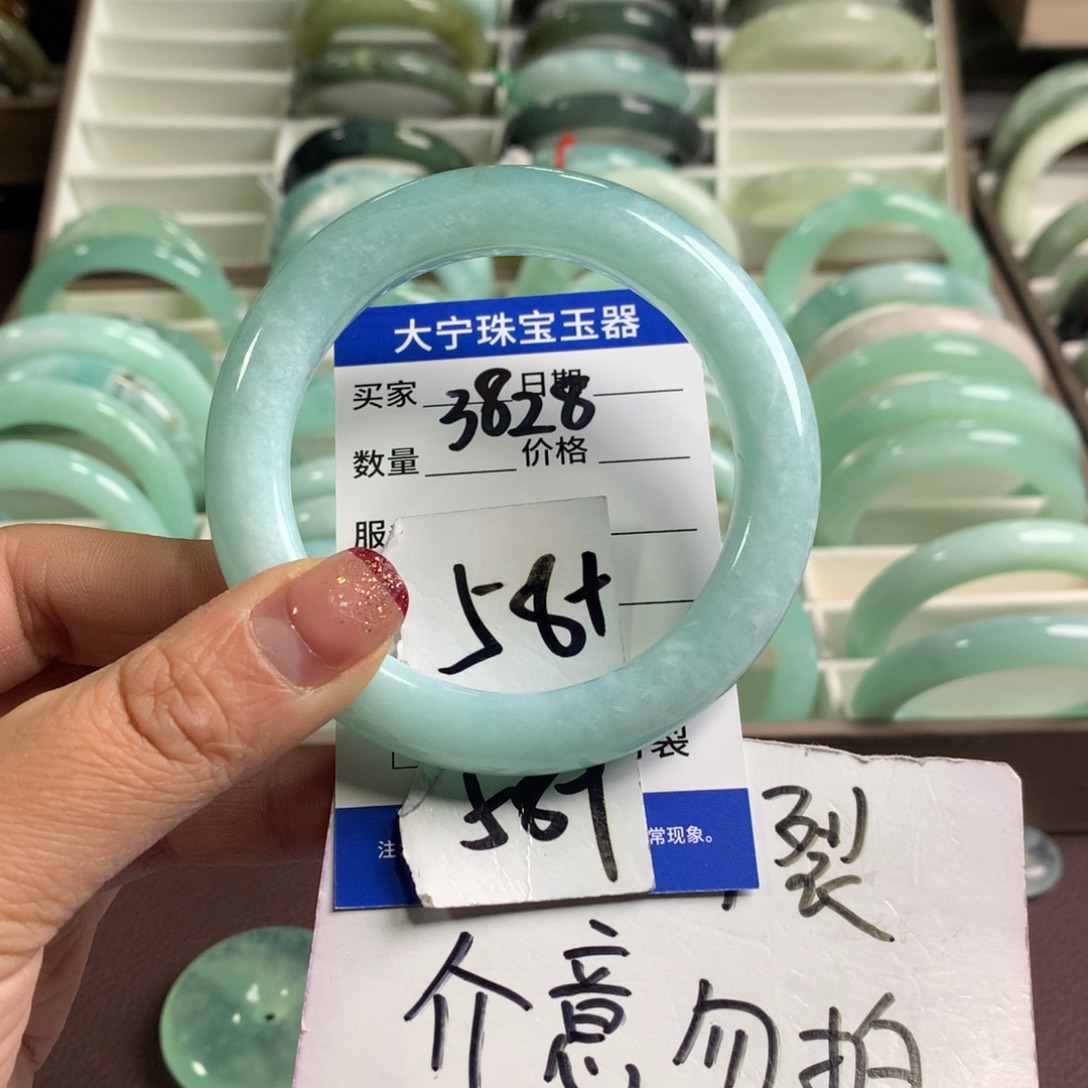 大宁珠宝玉器
买家 日期
3828
数量 价格
服
58+
裂
58+
注 常现象。
裂
介意勿拍